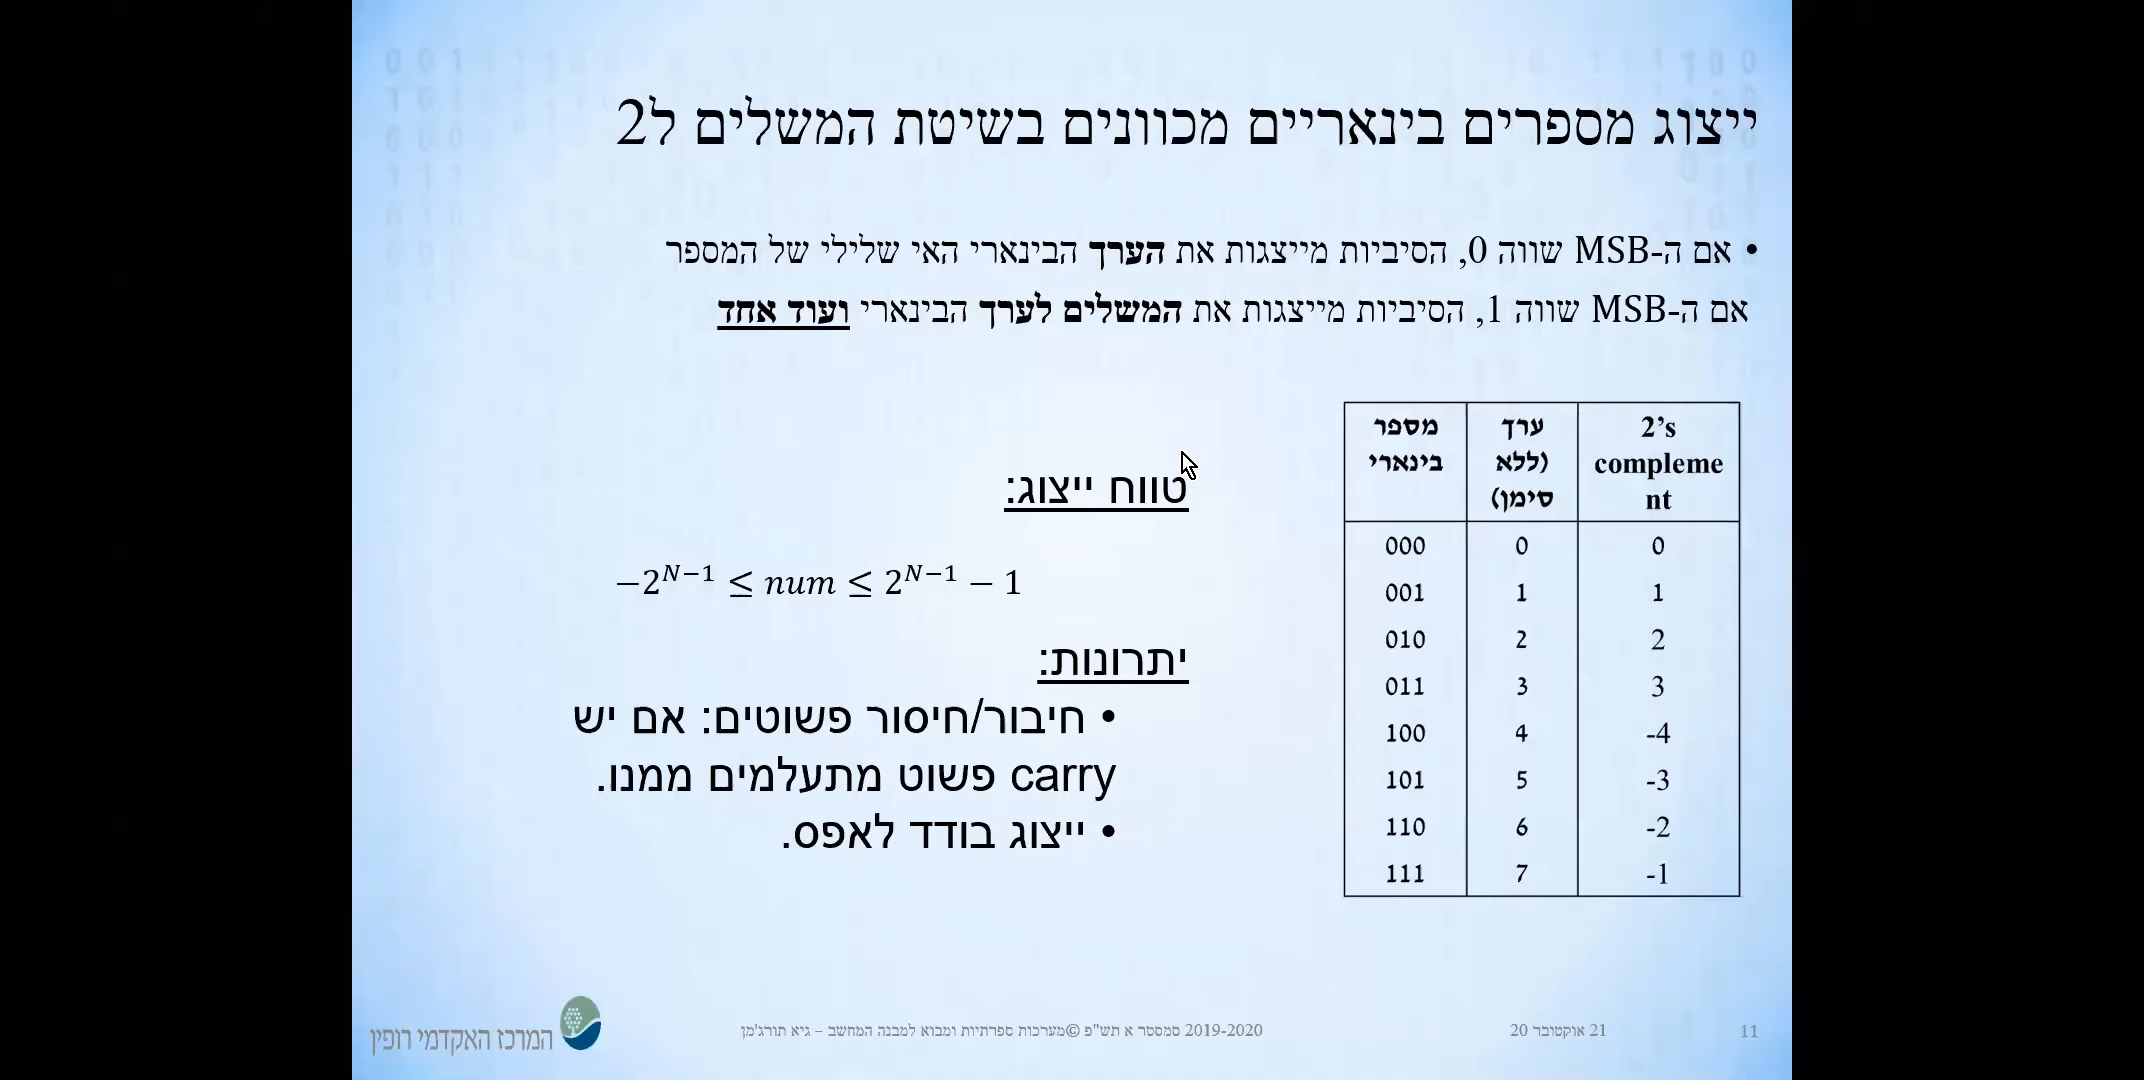 ייצוג מספרים בינאריים מכוונים בשיטת המשלים ל2
• אם ה-MSB שווה 0, הסיביות מייצגות את הערך הבינארי האי שלילי של המספר
אם ה-MSB שווה 1, הסיביות מייצגות את המשלים לערך הבינארי ועוד אחד
טווח ייצוג:
−2^{N−1} ≤ num ≤ 2^{N−1} − 1
יתרונות:
• חיבור/חיסור פשוטים: אם יש
carry פשוט מתעלמים ממנו.
• ייצוג בודד לאפס.
מספר בינארי | ערך (ללא סימן) | 2's complement
000 0 0
001 1 1
010 2 2
011 3 3
100 4 -4
101 5 -3
110 6 -2
111 7 -1
המרכז האקדמי רופין
2019-2020 סמסטר א תש"פ ©מערכות ספרתיות ומבוא למבנה המחשב – גיא תורג'מן
21 אוקטובר 20
11